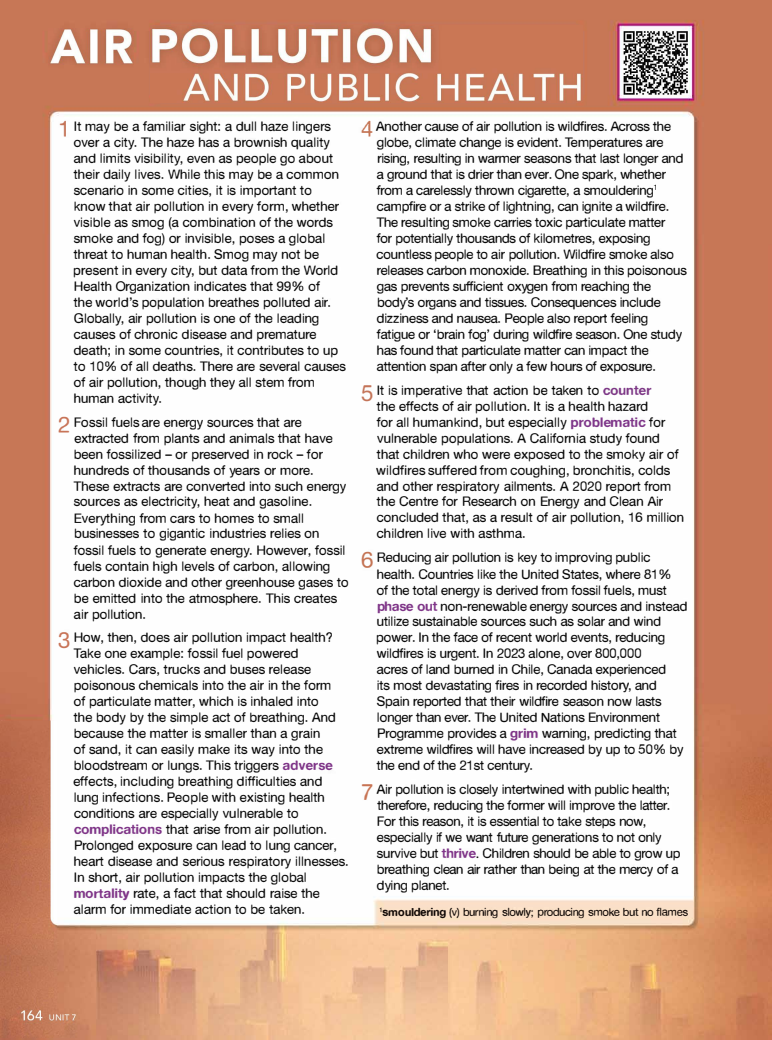 AIR POLLUTION
AND PUBLIC HEALTH
1 It may be a familiar sight: a dull haze lingers
over a city. The haze has a brownish quality
and limits visibility, even as people go about
their daily lives. While this may be a common
scenario in some cities, it is important to
know that air pollution in every form, whether
visible as smog (a combination of the words
smoke and fog) or invisible, poses a global
threat to human health. Smog may not be
present in every city, but data from the World
Health Organization indicates that 99% of
the world's population breathes polluted air.
Globally, air pollution is one of the leading
causes of chronic disease and premature
death; in some countries, it contributes to up
to 10% of all deaths. There are several causes
of air pollution, though they all stem from
human activity.
2 Fossil fuels are energy sources that are
extracted from plants and animals that have
been fossilized – or preserved in rock – for
hundreds of thousands of years or more.
These extracts are converted into such energy
sources as electricity, heat and gasoline.
Everything from cars to homes to small
businesses to gigantic industries relies on
fossil fuels to generate energy. However, fossil
fuels contain high levels of carbon, allowing
carbon dioxide and other greenhouse gases to
be emitted into the atmosphere. This creates
air pollution.
3 How, then, does air pollution impact health?
Take one example: fossil fuel powered
vehicles. Cars, trucks and buses release
poisonous chemicals into the air in the form
of particulate matter, which is inhaled into
the body by the simple act of breathing. And
because the matter is smaller than a grain
of sand, it can easily make its way into the
bloodstream or lungs. This triggers adverse
effects, including breathing difficulties and
lung infections. People with existing health
conditions are especially vulnerable to
complications that arise from air pollution.
Prolonged exposure can lead to lung cancer,
heart disease and serious respiratory illnesses.
In short, air pollution impacts the global
mortality rate, a fact that should raise the
alarm for immediate action to be taken.
4 Another cause of air pollution is wildfires. Across the
globe, climate change is evident. Temperatures are
rising, resulting in warmer seasons that last longer and
a ground that is drier than ever. One spark, whether
from a carelessly thrown cigarette, a smouldering¹
campfire or a strike of lightning, can ignite a wildfire.
The resulting smoke carries toxic particulate matter
for potentially thousands of kilometres, exposing
countless people to air pollution. Wildfire smoke also
releases carbon monoxide. Breathing in this poisonous
gas prevents sufficient oxygen from reaching the
body's organs and tissues. Consequences include
dizziness and nausea. People also report feeling
fatigue or 'brain fog' during wildfire season. One study
has found that particulate matter can impact the
attention span after only a few hours of exposure.
5 It is imperative that action be taken to counter
the effects of air pollution. It is a health hazard
for all humankind, but especially problematic for
vulnerable populations. A California study found
that children who were exposed to the smoky air of
wildfires suffered from coughing, bronchitis, colds
and other respiratory ailments. A 2020 report from
the Centre for Research on Energy and Clean Air
concluded that, as a result of air pollution, 16 million
children live with asthma.
6 Reducing air pollution is key to improving public
health. Countries like the United States, where 81%
of the total energy is derived from fossil fuels, must
phase out non-renewable energy sources and instead
utilize sustainable sources such as solar and wind
power. In the face of recent world events, reducing
wildfires is urgent. In 2023 alone, over 800,000
acres of land burned in Chile, Canada experienced
its most devastating fires in recorded history, and
Spain reported that their wildfire season now lasts
longer than ever. The United Nations Environment
Programme provides a grim warning, predicting that
extreme wildfires will have increased by up to 50% by
the end of the 21st century.
7 Air pollution is closely intertwined with public health;
therefore, reducing the former will improve the latter.
For this reason, it is essential to take steps now,
especially if we want future generations to not only
survive but thrive. Children should be able to grow up
breathing clean air rather than being at the mercy of a
dying planet.
¹smouldering (v) burning slowly; producing smoke but no flames
164 UNIT 7